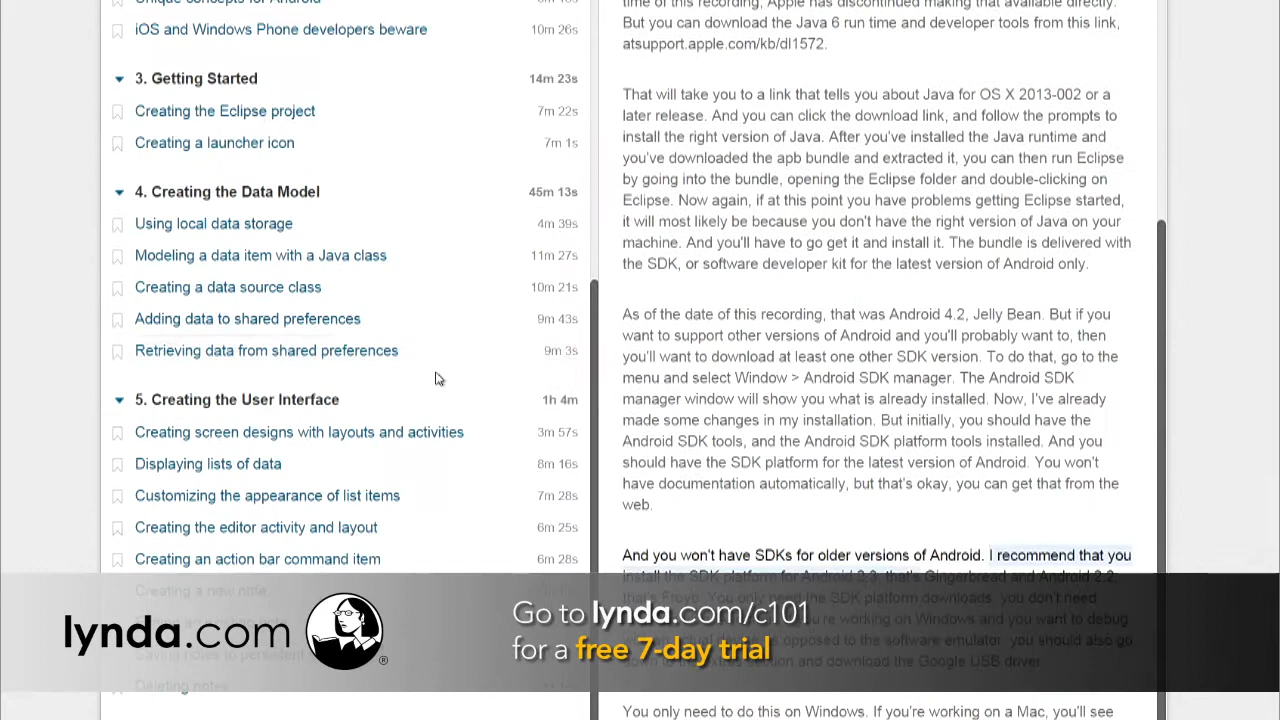 Unique concepts for Android
iOS and Windows Phone developers beware 10m 26s
3. Getting Started 14m 23s
Creating the Eclipse project 7m 22s
Creating a launcher icon 7m 1s
4. Creating the Data Model 45m 13s
Using local data storage 4m 39s
Modeling a data item with a Java class 11m 27s
Creating a data source class 10m 21s
Adding data to shared preferences 9m 43s
Retrieving data from shared preferences 9m 3s
5. Creating the User Interface 1h 4m
Creating screen designs with layouts and activities 3m 57s
Displaying lists of data 8m 16s
Customizing the appearance of list items 7m 28s
Creating the editor activity and layout 6m 25s
Creating an action bar command item 6m 28s
Creating a new note
Saving notes to persistent
Deleting notes
time of this recording, Apple has discontinued making that available directly.
But you can download the Java 6 run time and developer tools from this link,
atsupport.apple.com/kb/dl1572.
That will take you to a link that tells you about Java for OS X 2013-002 or a
later release. And you can click the download link, and follow the prompts to
install the right version of Java. After you've installed the Java runtime and
you've downloaded the apb bundle and extracted it, you can then run Eclipse
by going into the bundle, opening the Eclipse folder and double-clicking on
Eclipse. Now again, if at this point you have problems getting Eclipse started,
it will most likely be because you don't have the right version of Java on your
machine. And you'll have to go get it and install it. The bundle is delivered with
the SDK, or software developer kit for the latest version of Android only.
As of the date of this recording, that was Android 4.2, Jelly Bean. But if you
want to support other versions of Android and you'll probably want to, then
you'll want to download at least one other SDK version. To do that, go to the
menu and select Window > Android SDK manager. The Android SDK
manager window will show you what is already installed. Now, I've already
made some changes in my installation. But initially, you should have the
Android SDK tools, and the Android SDK platform tools installed. And you
should have the SDK platform for the latest version of Android. You won't
have documentation automatically, but that's okay, you can get that from the
web.
And you won't have SDKs for older versions of Android. I recommend that you
install the SDK platform for Android 2.3, that's Gingerbread and Android 2.2,
that's Froyo. You only need the SDK platform downloads, you don't need
you're working on Windows and you want to debug
opposed to the software emulator, you should also go
down to the extras section and download the Google USB driver.
You only need to do this on Windows. If you're working on a Mac, you'll see
lynda.com
®
Go to lynda.com/c101
for a free 7-day trial